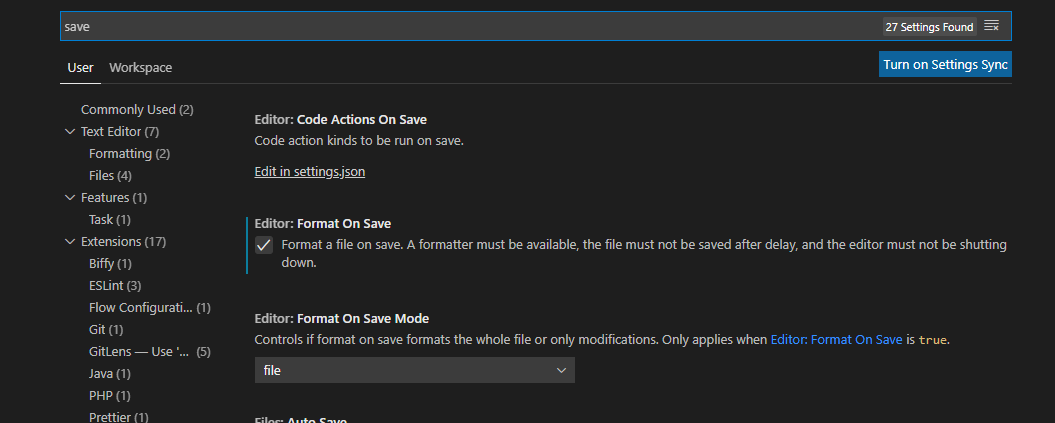 save
27 Settings Found
User
Workspace
Turn on Settings Sync
Commonly Used (2)
Text Editor (7)
Formatting (2)
Files (4)
Features (1)
Task (1)
Extensions (17)
Biffy (1)
ESLint (3)
Flow Configurati... (1)
Git (1)
GitLens — Use '... (5)
Java (1)
PHP (1)
Prettier (1)
Editor: Code Actions On Save
Code action kinds to be run on save.
Edit in settings.json
Editor: Format On Save
Format a file on save. A formatter must be available, the file must not be saved after delay, and the editor must not be shutting
down.
Editor: Format On Save Mode
Controls if format on save formats the whole file or only modifications. Only applies when Editor: Format On Save is true.
file
Files: Auto Save